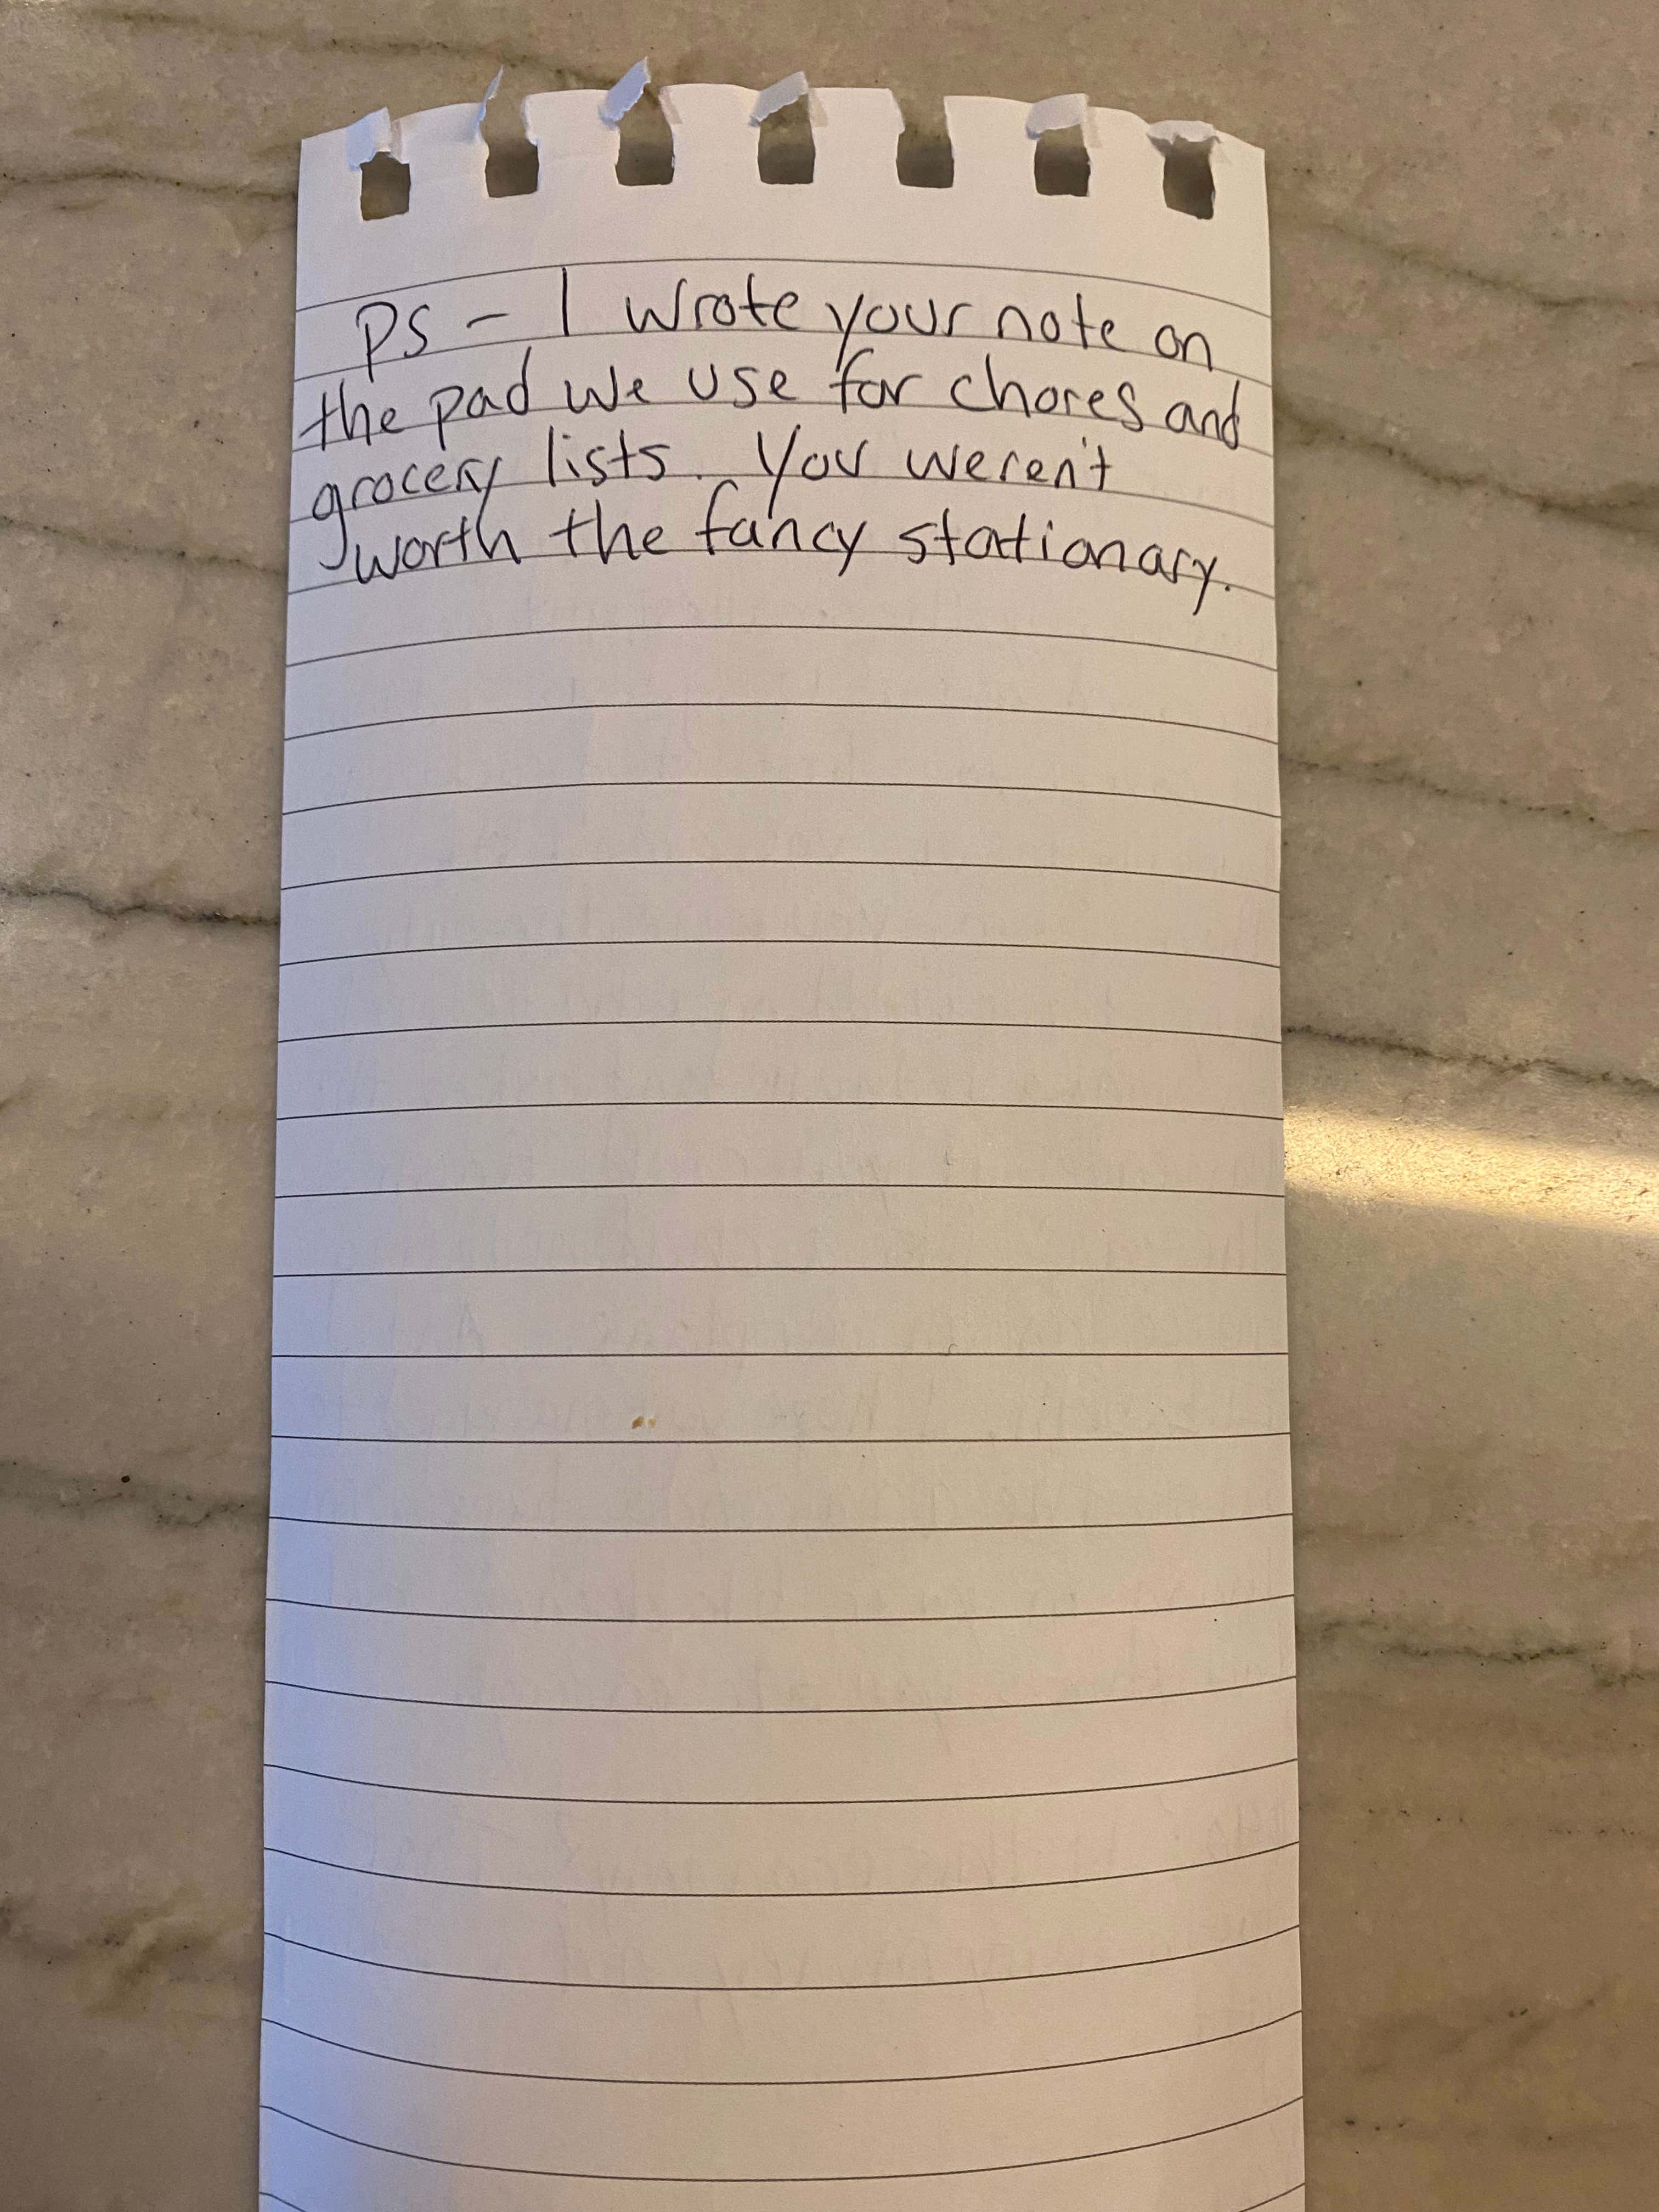 PS - I wrote your note on
the pad we use for chores and
grocery lists. You weren't
worth the fancy stationary.